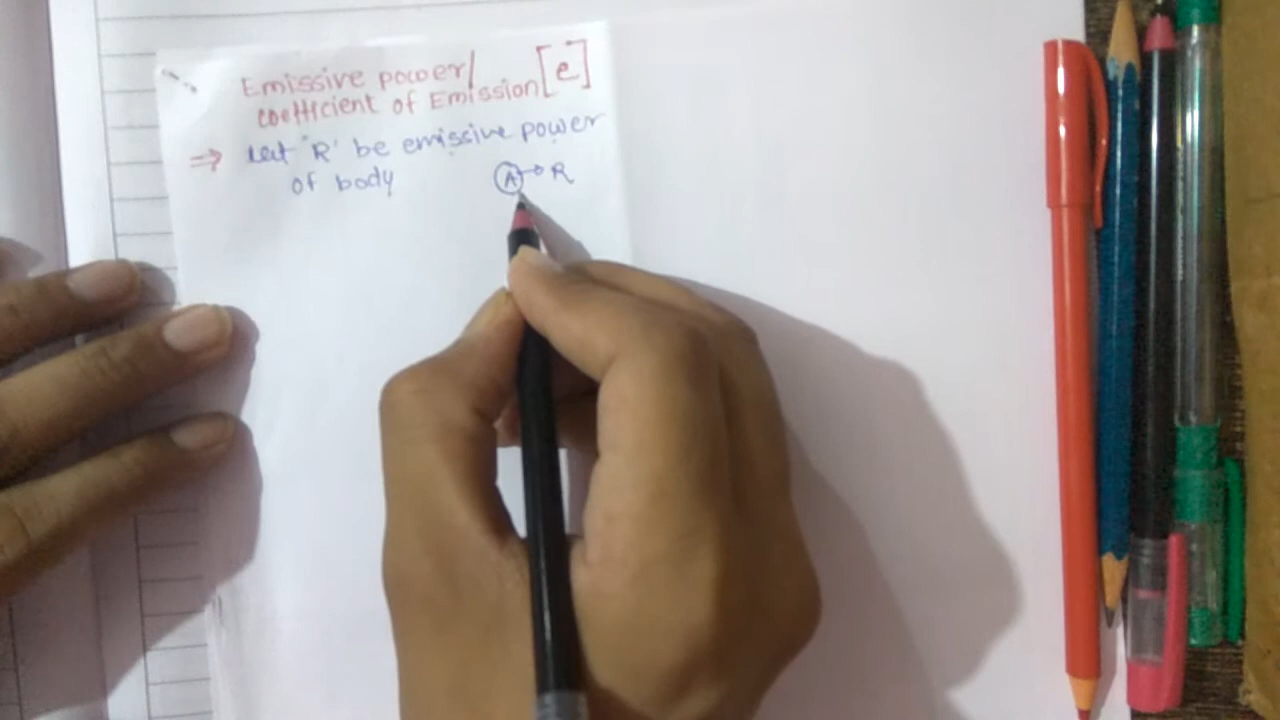 Emissive power/
coefficient of Emission [e]
⇒ Let 'R' be emissive power
of body
A → R